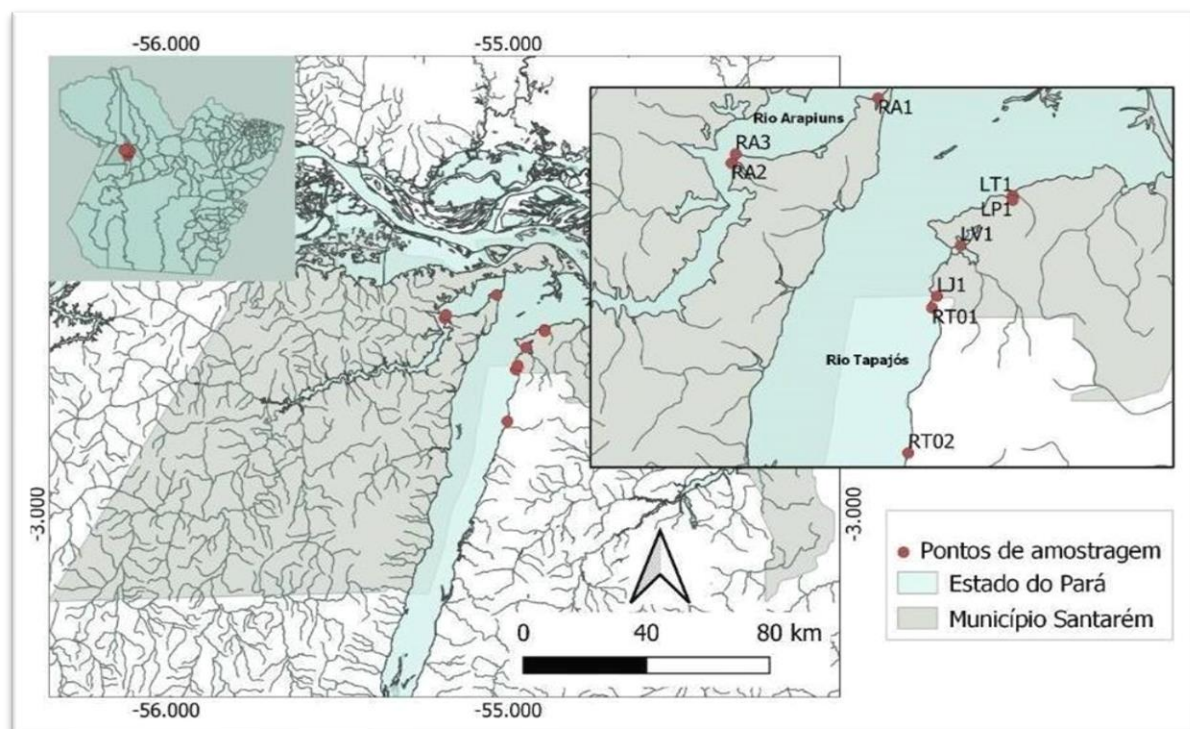 -56.000
-55.000
Rio Arapiuns
RA1
RA3
RA2
LT1
LP1
LV1
LJ1
RT01
Rio Tapajós
RT02
-3.000
-3.000
Pontos de amostragem
Estado do Pará
Município Santarém
0 40 80 km
-56.000
-55.000